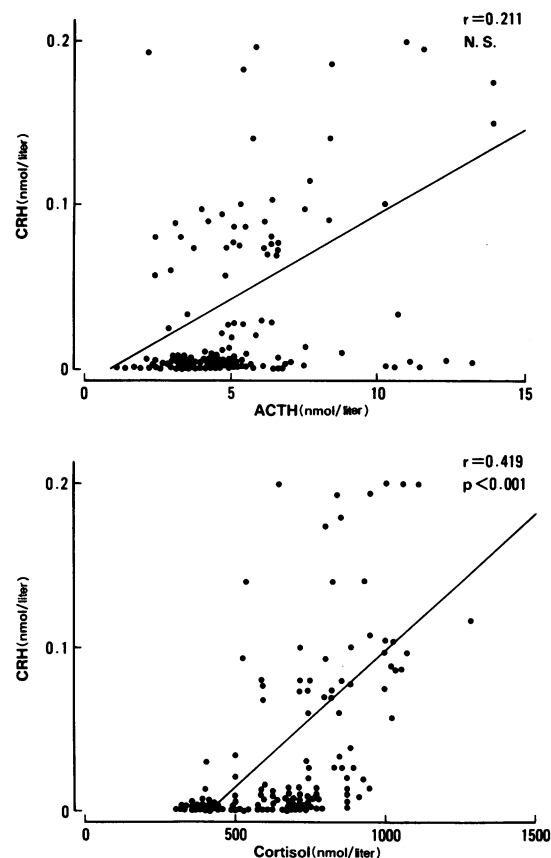 r=0.211
N. S.
0.2
0.1
0
CRH(nmol/liter)
0 5 10 15
ACTH(nmol/liter)
r=0.419
p<0.001
0.2
0.1
0
CRH(nmol/liter)
0 500 1000 1500
Cortisol(nmol/liter)